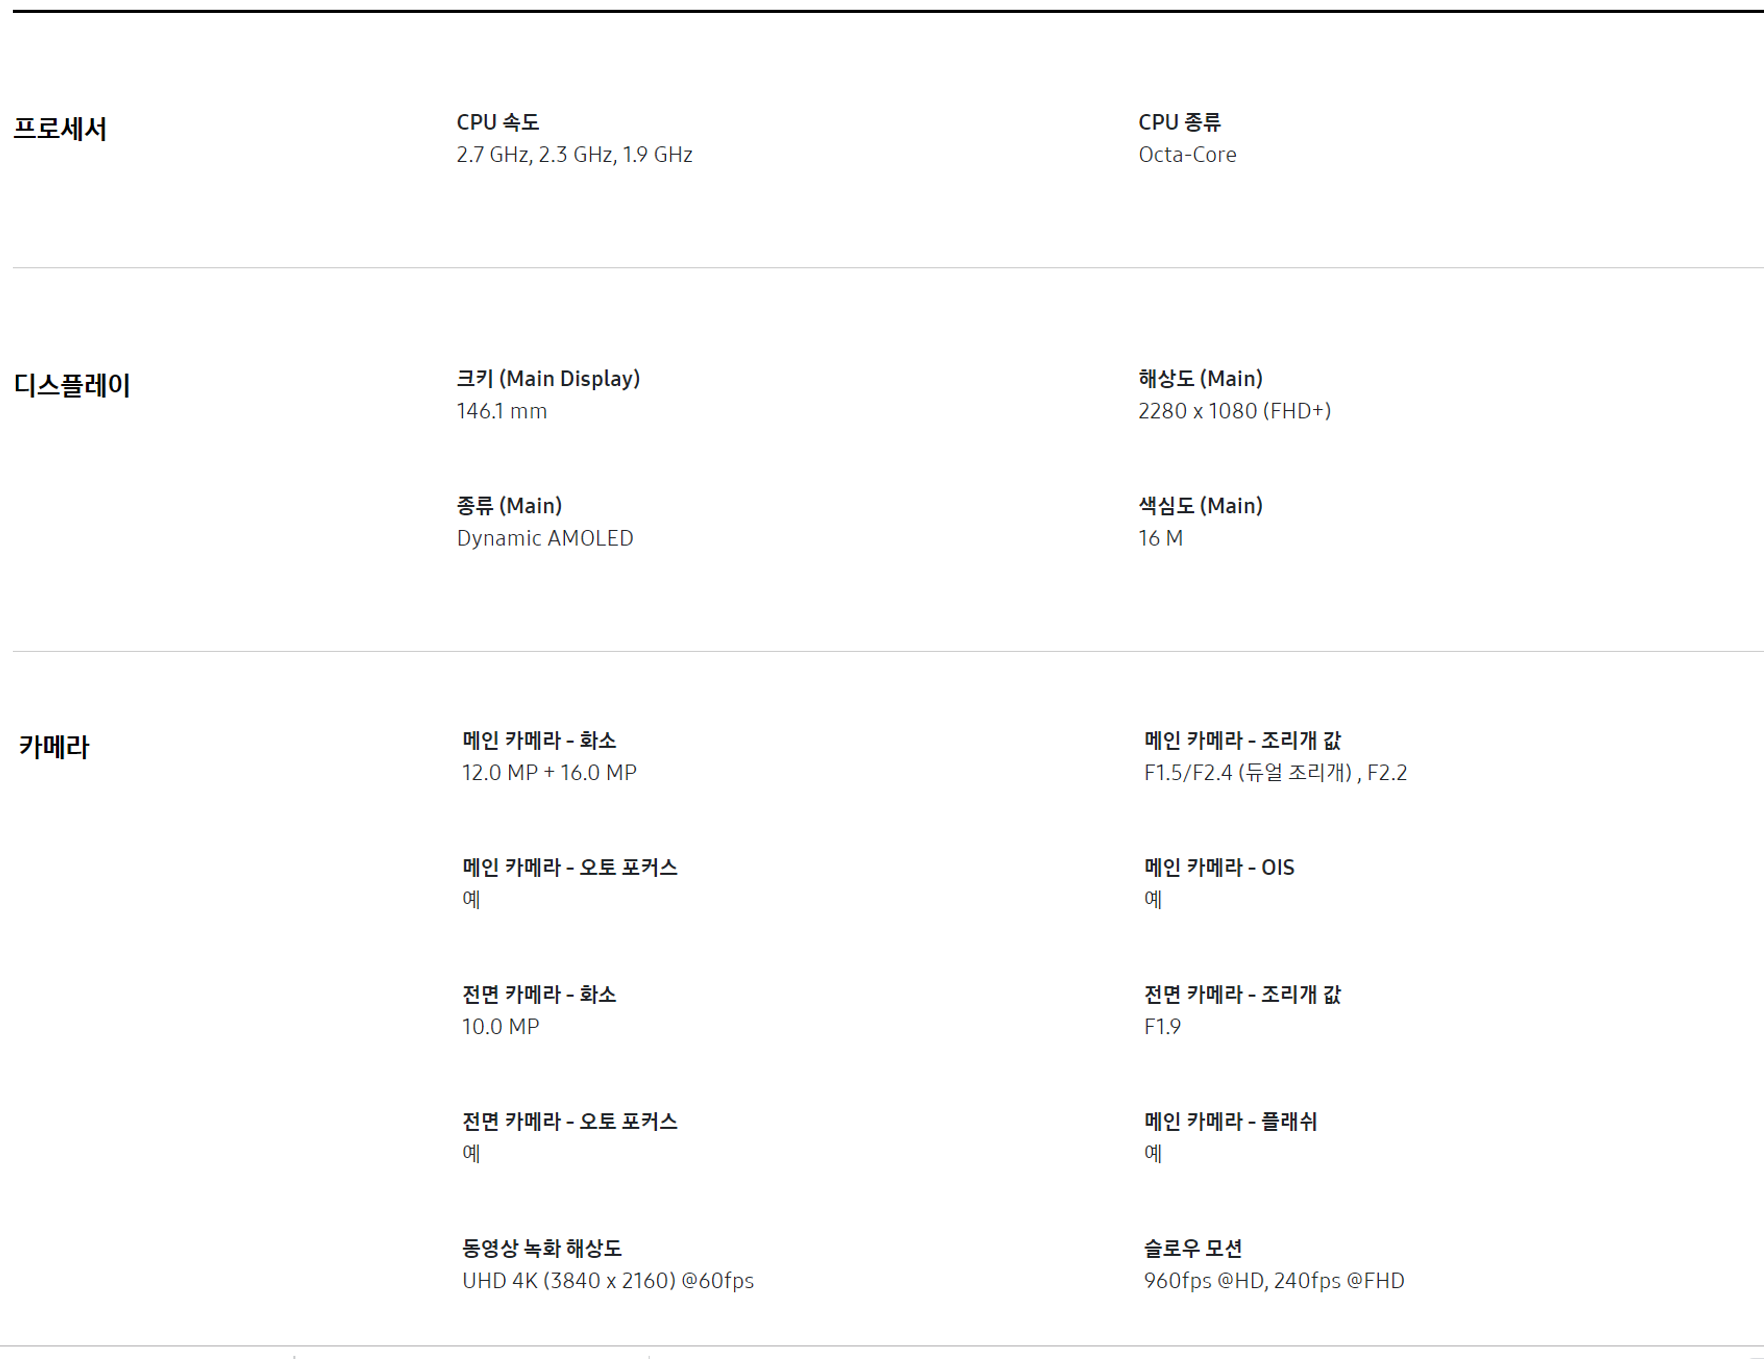 프로세서
CPU 속도
2.7 GHz, 2.3 GHz, 1.9 GHz
CPU 종류
Octa-Core
디스플레이
크키 (Main Display)
146.1 mm
해상도 (Main)
2280 x 1080 (FHD+)
종류 (Main)
Dynamic AMOLED
색심도 (Main)
16 M
카메라
메인 카메라 - 화소
12.0 MP + 16.0 MP
메인 카메라 - 조리개 값
F1.5/F2.4 (듀얼 조리개) , F2.2
메인 카메라 - 오토 포커스
예
메인 카메라 - OIS
예
전면 카메라 - 화소
10.0 MP
전면 카메라 - 조리개 값
F1.9
전면 카메라 - 오토 포커스
예
메인 카메라 - 플래쉬
예
동영상 녹화 해상도
UHD 4K (3840 x 2160) @60fps
슬로우 모션
960fps @HD, 240fps @FHD